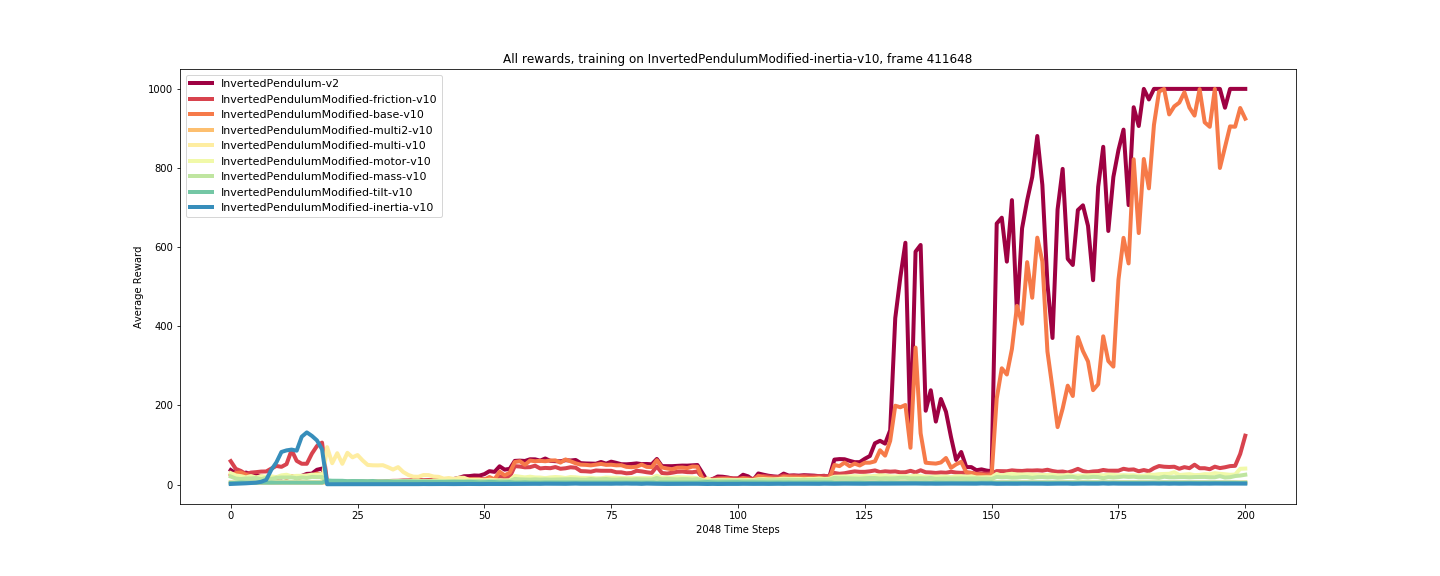 All rewards, training on InvertedPendulumModified-inertia-v10, frame 411648
InvertedPendulum-v2
InvertedPendulumModified-friction-v10
InvertedPendulumModified-base-v10
InvertedPendulumModified-multi2-v10
InvertedPendulumModified-multi-v10
InvertedPendulumModified-motor-v10
InvertedPendulumModified-mass-v10
InvertedPendulumModified-tilt-v10
InvertedPendulumModified-inertia-v10
Average Reward
1000
800
600
400
200
0
0 25 50 75 100 125 150 175 200
2048 Time Steps